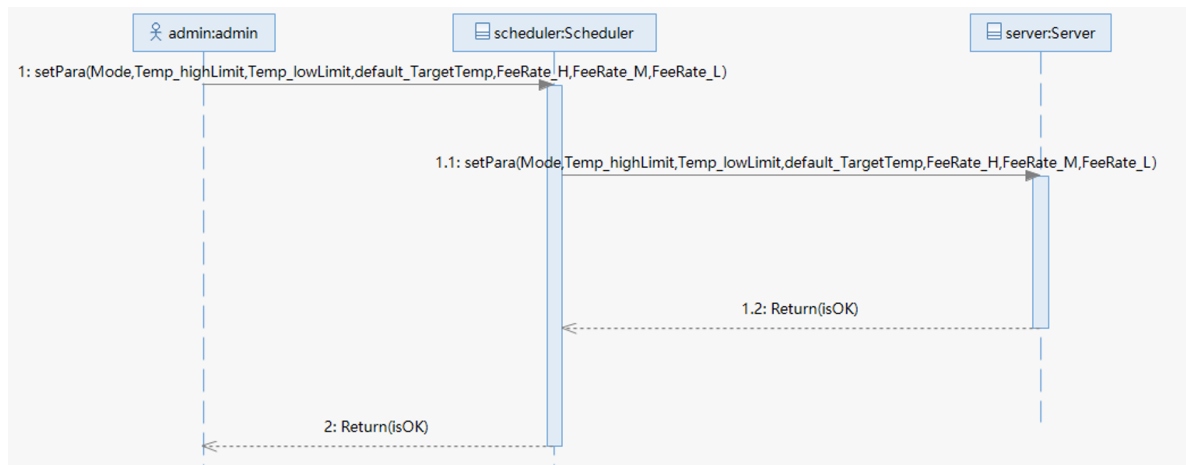 admin:admin
scheduler:Scheduler
server:Server
1: setPara(Mode,Temp_highLimit,Temp_lowLimit,default_TargetTemp,FeeRate_H,FeeRate_M,FeeRate_L)
1.1: setPara(Mode,Temp_highLimit,Temp_lowLimit,default_TargetTemp,FeeRate_H,FeeRate_M,FeeRate_L)
1.2: Return(isOK)
2: Return(isOK)